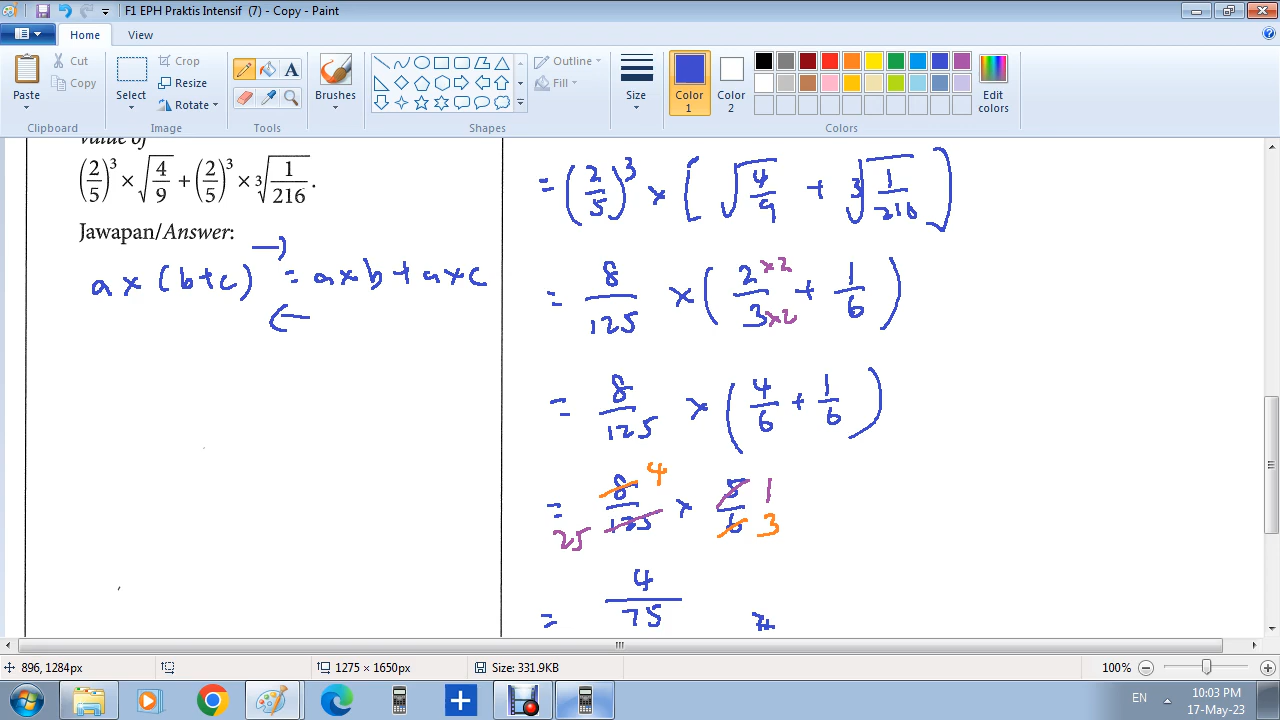 F1 EPH Praktis Intensif (7) - Copy - Paint
Home View
Paste
Cut
Copy
Clipboard
Select
Crop
Resize
Rotate
Image
A
Tools
Brushes
Shapes
Outline
Fill
Size
Color 1
Color 2
Edit colors
Colors
value of
(2/5)³ × √(4/9) + (2/5)³ × ³√(1/216).
Jawapan/Answer:
a × (b+c) = a×b + a×c
= (2/5)³ × [√(4/9) + ³√(1/216)]
= 8/125 × (2×2/3×2 + 1/6)
= 8/125 × (4/6 + 1/6)
= 8/125 × 5/6
4 1
25 3
= 4/75
896, 1284px
1275 × 1650px
Size: 331.9KB
100%
EN
10:03 PM
17-May-23